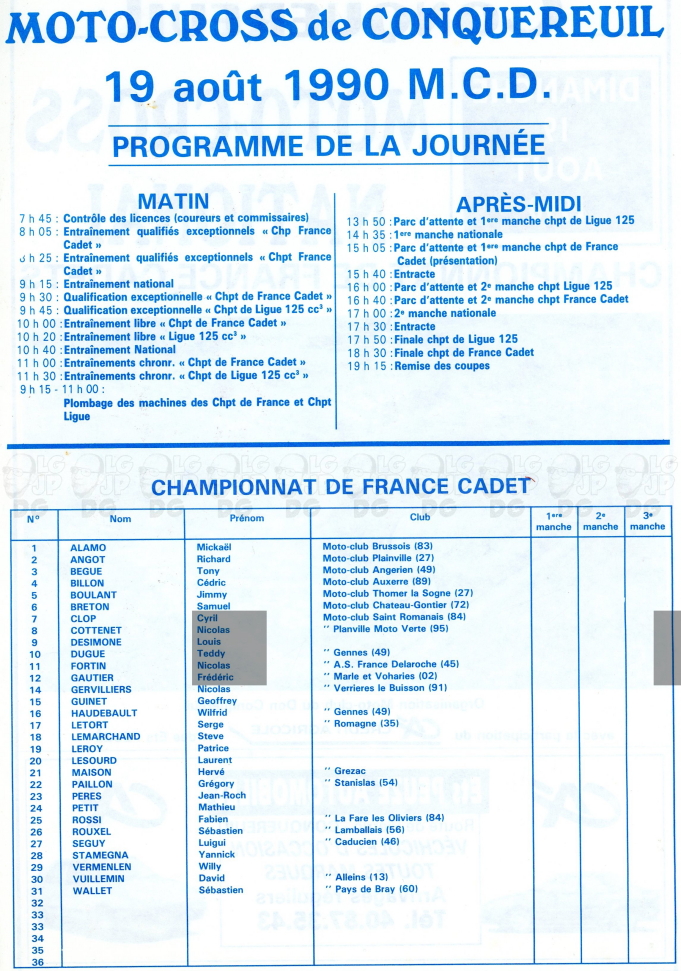 MOTO-CROSS de CONQUEREUIL
19 août 1990 M.C.D.
PROGRAMME DE LA JOURNÉE
MATIN
7 h 45 : Contrôle des licences (coureurs et commissaires)
8 h 05 : Entraînement qualifiés exceptionnels « Chp France
Cadet »
8 h 25 : Entraînement qualifiés exceptionnels « Chpt France
Cadet »
9 h 15 : Entraînement national
9 h 30 : Qualification exceptionnelle « Chpt de France Cadet »
9 h 45 : Qualification exceptionnelle « Chpt de Ligue 125 cc³ »
10 h 00 : Entraînement libre « Chpt de France Cadet »
10 h 20 : Entraînement libre « Ligue 125 cc³ »
10 h 40 : Entraînement National
11 h 00 : Entraînements chronr. « Chpt de France Cadet »
11 h 30 : Entraînements chronr. « Chpt de Ligue 125 cc³ »
9 h 15 - 11 h 00 :
Plombage des machines des Chpt de France et Chpt
Ligue
APRÈS-MIDI
13 h 50 : Parc d'attente et 1ere manche chpt de Ligue 125
14 h 35 : 1ere manche nationale
15 h 05 : Parc d'attente et 1ere manche chpt de France
Cadet (présentation)
15 h 40 : Entracte
16 h 00 : Parc d'attente et 2e manche chpt Ligue 125
16 h 40 : Parc d'attente et 2e manche chpt France Cadet
17 h 00 : 2e manche nationale
17 h 30 : Entracte
17 h 50 : Finale chpt de Ligue 125
18 h 30 : Finale chpt de France Cadet
19 h 15 : Remise des coupes
CHAMPIONNAT DE FRANCE CADET
N° Nom Prénom Club 1ere manche 2e manche 3e manche
1 ALAMO Mickaël Moto-club Brussois (83)
2 ANGOT Richard Moto-club Plainville (27)
3 BEGUE Tony Moto-club Angerien (49)
4 BILLON Cédric Moto-club Auxerre (89)
5 BOULANT Jimmy Moto-club Thomer la Sogne (27)
6 BRETON Samuel Moto-club Chateau-Gontier (72)
7 CLOP Cyril Moto-club Saint Romanais (84)
8 COTTENET Nicolas '' Planville Moto Verte (95)
9 DESIMONE Louis
10 DUGUE Teddy '' Gennes (49)
11 FORTIN Nicolas '' A.S. France Delaroche (45)
12 GAUTIER Frédéric '' Marle et Voharies (02)
14 GERVILLIERS Nicolas '' Verrieres le Buisson (91)
15 GUINET Geoffrey
16 HAUDEBAULT Wilfrid '' Gennes (49)
17 LETORT Serge '' Romagne (35)
18 LEMARCHAND Steve
19 LEROY Patrice
20 LESOURD Laurent
21 MAISON Hervé '' Grezac
22 PAILLON Grégory '' Stanislas (54)
23 PERES Jean-Roch
24 PETIT Mathieu
25 ROSSI Fabien '' La Fare les Oliviers (84)
26 ROUXEL Sébastien '' Lamballais (56)
27 SEGUY Luigui '' Caducien (46)
28 STAMEGNA Yannick
29 VERMENLEN Willy
30 VUILLEMIN David '' Alleins (13)
31 WALLET Sébastien '' Pays de Bray (60)
32
33
33
34
35
36